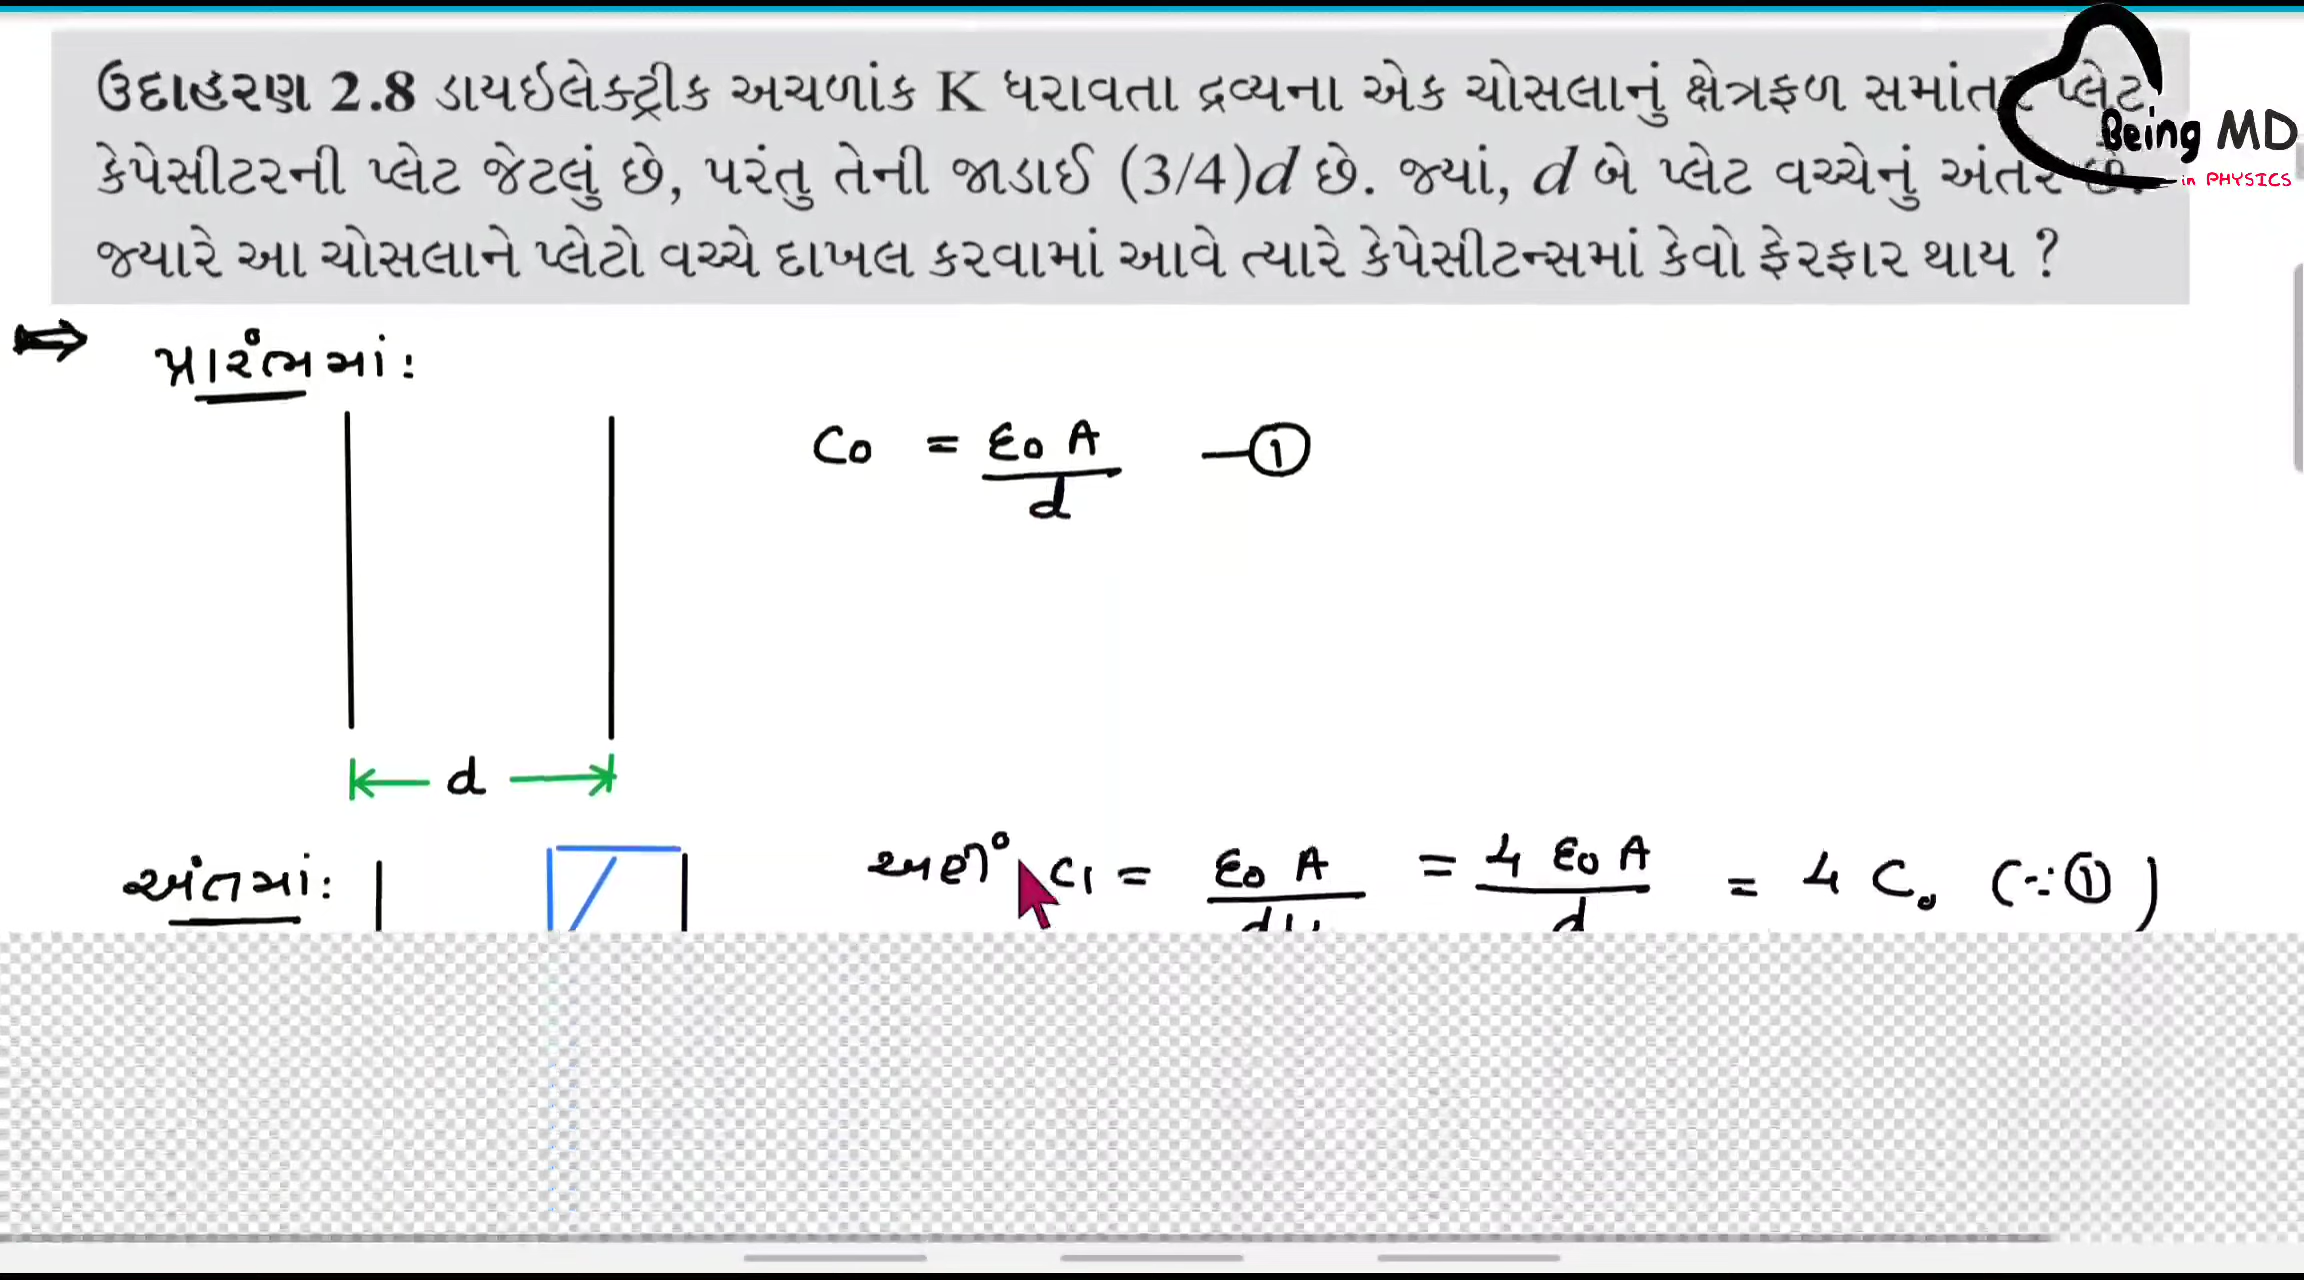 ઉદાહરણ 2.8 ડાયઇલેક્ટ્રીક અચળાંક K ધરાવતા દ્રવ્યના એક ચોસલાનું ક્ષેત્રફળ સમાંતર પ્લેટ
કેપેસીટરની પ્લેટ જેટલું છે, પરંતુ તેની જાડાઈ (3/4)d છે. જ્યાં, d બે પ્લેટ વચ્ચેનું અંતર છે.
જ્યારે આ ચોસલાને પ્લેટો વચ્ચે દાખલ કરવામાં આવે ત્યારે કેપેસીટન્સમાં કેવો ફેરફાર થાય ?
Being MD
in PHYSICS
⇒ પ્રારંભમાં:
C₀ = ε₀ A / d —①
d
અંતમાં:
અહીં C₁ = ε₀ A / = 4 ε₀ A / d = 4 C₀ (∵ ①)